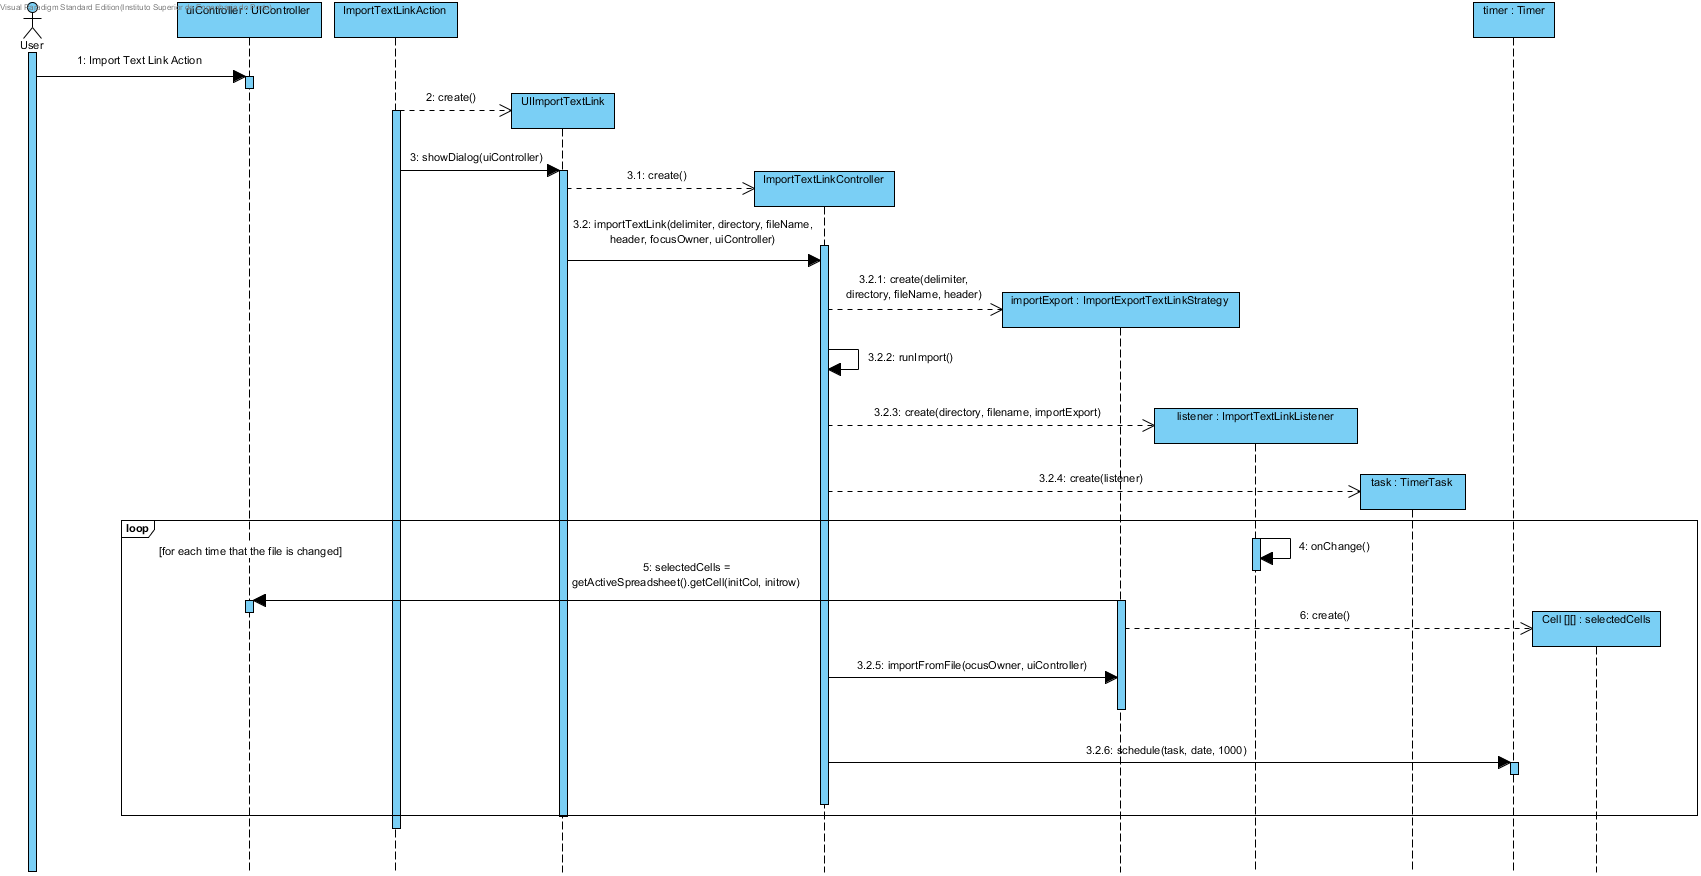 Visual Paradigm Standard Edition(Instituto Superior de
uiController : UIController
ImportTextLinkAction
timer : Timer
User
1: Import Text Link Action
2: create()
UIImportTextLink
3: showDialog(uiController)
3.1: create()
ImportTextLinkController
3.2: importTextLink(delimiter, directory, fileName,
header, focusOwner, uiController)
3.2.1: create(delimiter,
directory, fileName, header)
importExport : ImportExportTextLinkStrategy
3.2.2: runImport()
3.2.3: create(directory, filename, importExport)
listener : ImportTextLinkListener
3.2.4: create(listener)
task : TimerTask
loop
[for each time that the file is changed]
4: onChange()
5: selectedCells =
getActiveSpreadsheet().getCell(initCol, initrow)
6: create()
Cell [][] : selectedCells
3.2.5: importFromFile(ocusOwner, uiController)
3.2.6: schedule(task, date, 1000)